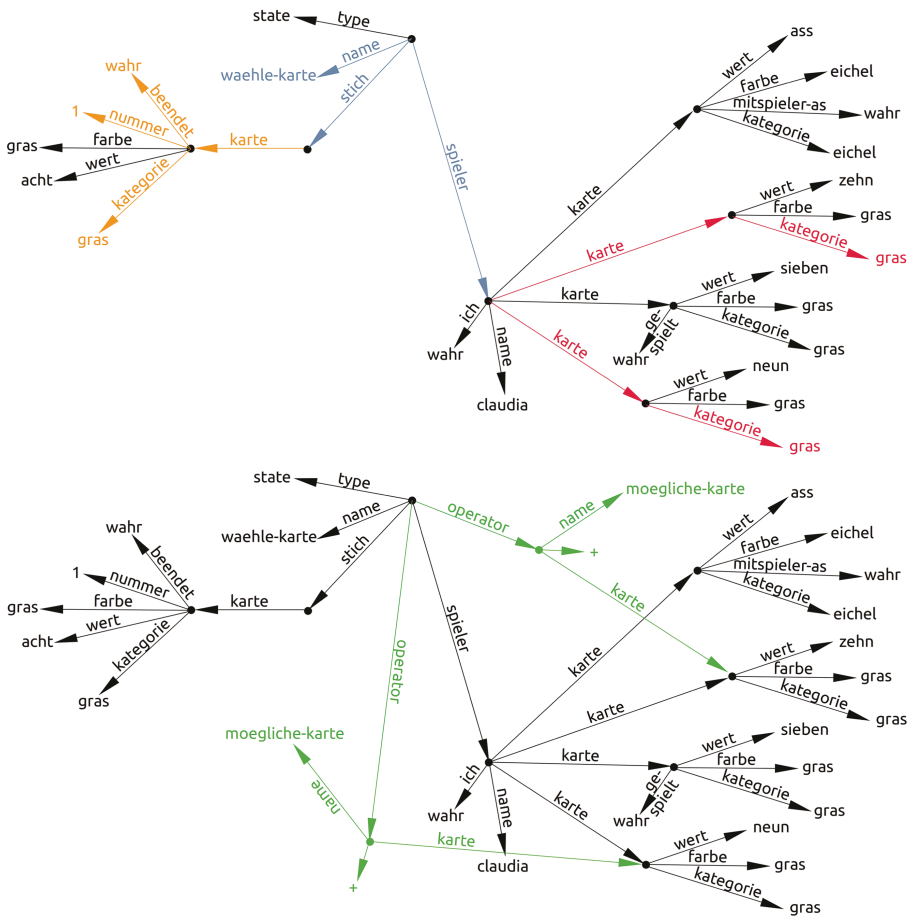 state
type
name
waehle-karte
stich
wahr
beendet
1
nummer
gras
farbe
karte
acht
wert
kategorie
gras
spieler
ass
wert
farbe
eichel
mitspieler-as
wahr
kategorie
eichel
karte
wert
zehn
farbe
gras
karte
kategorie
gras
karte
wert
sieben
farbe
gras
ge-
spielt
kategorie
gras
wahr
ich
wahr
name
claudia
karte
wert
neun
farbe
gras
kategorie
gras
state
type
name
waehle-karte
stich
operator
name
moegliche-karte
+
karte
wahr
beendet
1
nummer
gras
farbe
karte
acht
wert
kategorie
gras
spieler
operator
ass
wert
farbe
eichel
mitspieler-as
wahr
kategorie
eichel
karte
wert
zehn
farbe
gras
karte
kategorie
gras
moegliche-karte
name
karte
wert
sieben
farbe
gras
ge-
spielt
kategorie
gras
wahr
ich
wahr
name
claudia
karte
karte
+
wert
neun
farbe
gras
kategorie
gras